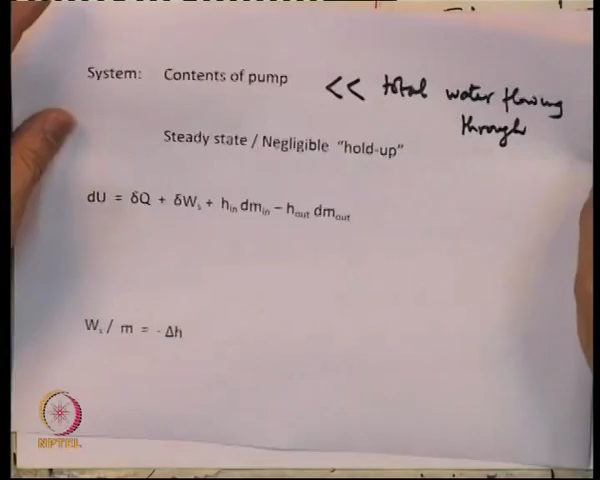 System: Contents of pump << total water flowing
through
Steady state / Negligible "hold-up"
dU = δQ + δWₛ + hᵢₙ dmᵢₙ – hₒᵤₜ dmₒᵤₜ
Wₛ / m = - Δh
NPTEL